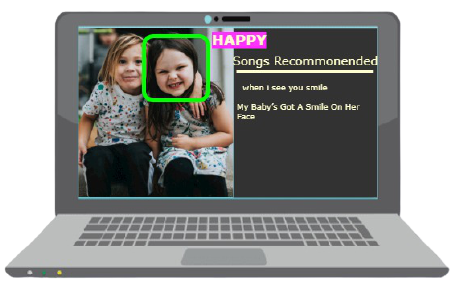 HAPPY
Songs Recommonended
when i see you smile
My Baby's Got A Smile On Her
Face